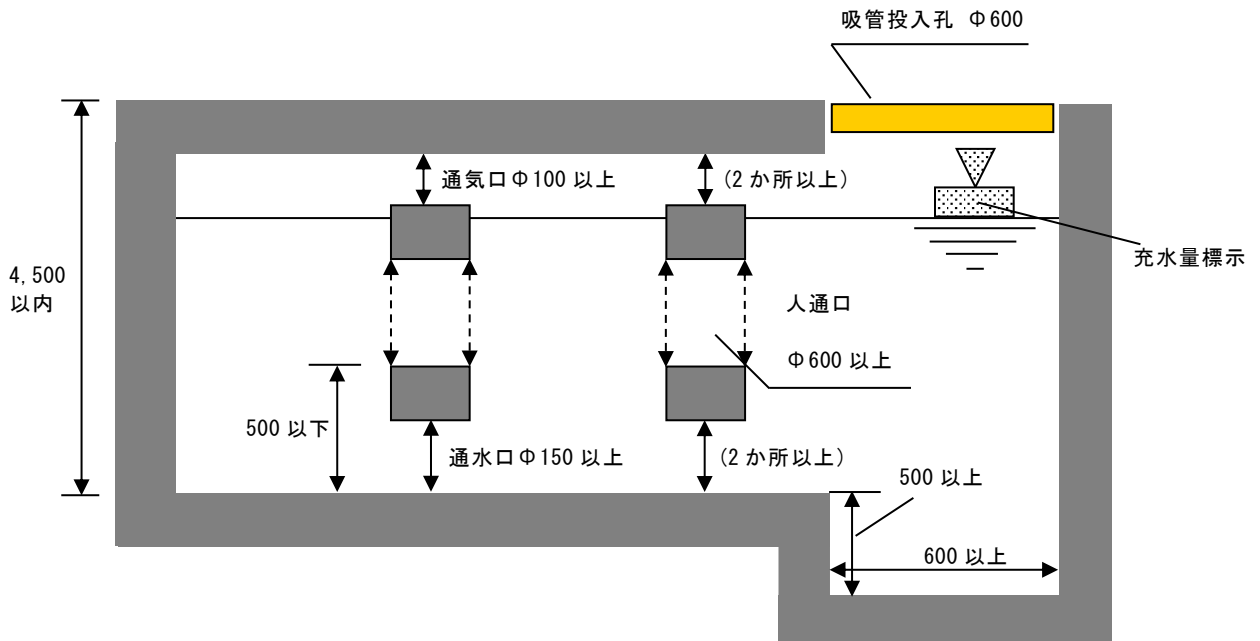 吸管投入孔 Φ600
通気口Φ100 以上
(2 か所以上)
充水量標示
4,500
以内
人通口
Φ600 以上
500 以下
通水口Φ150 以上
(2 か所以上)
500 以上
600 以上